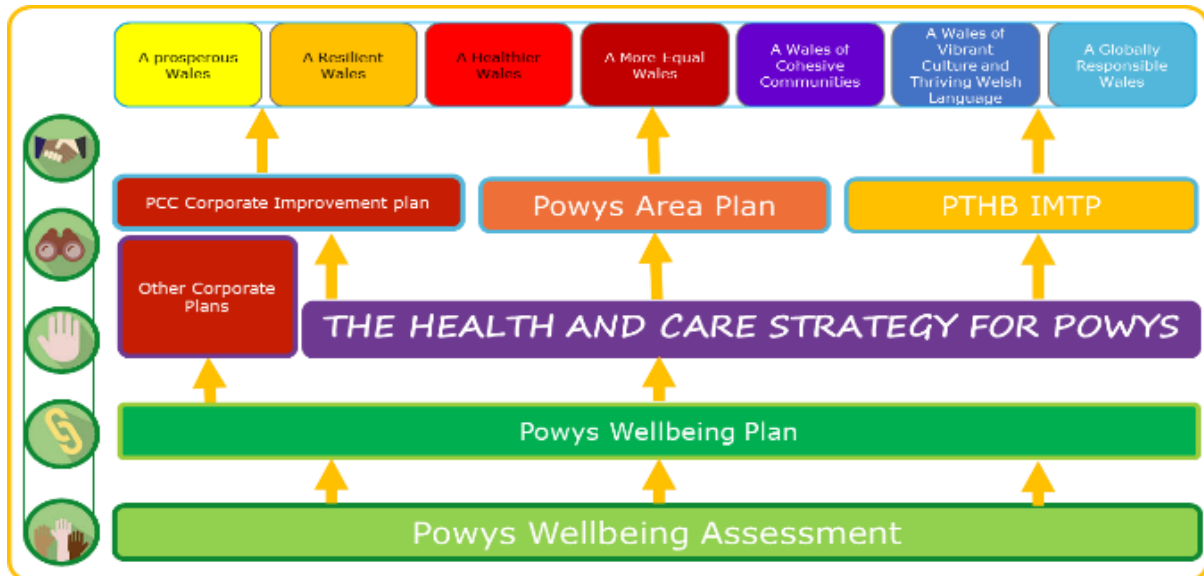 A prosperous
Wales
A Resilient
Wales
A Healthier
Wales
A More Equal
Wales
A Wales of
Cohesive
Communities
A Wales of
Vibrant
Culture and
Thriving Welsh
Language
A Globally
Responsible
Wales
PCC Corporate Improvement plan
Powys Area Plan
PTHB IMTP
Other Corporate
Plans
THE HEALTH AND CARE STRATEGY FOR POWYS
Powys Wellbeing Plan
Powys Wellbeing Assessment